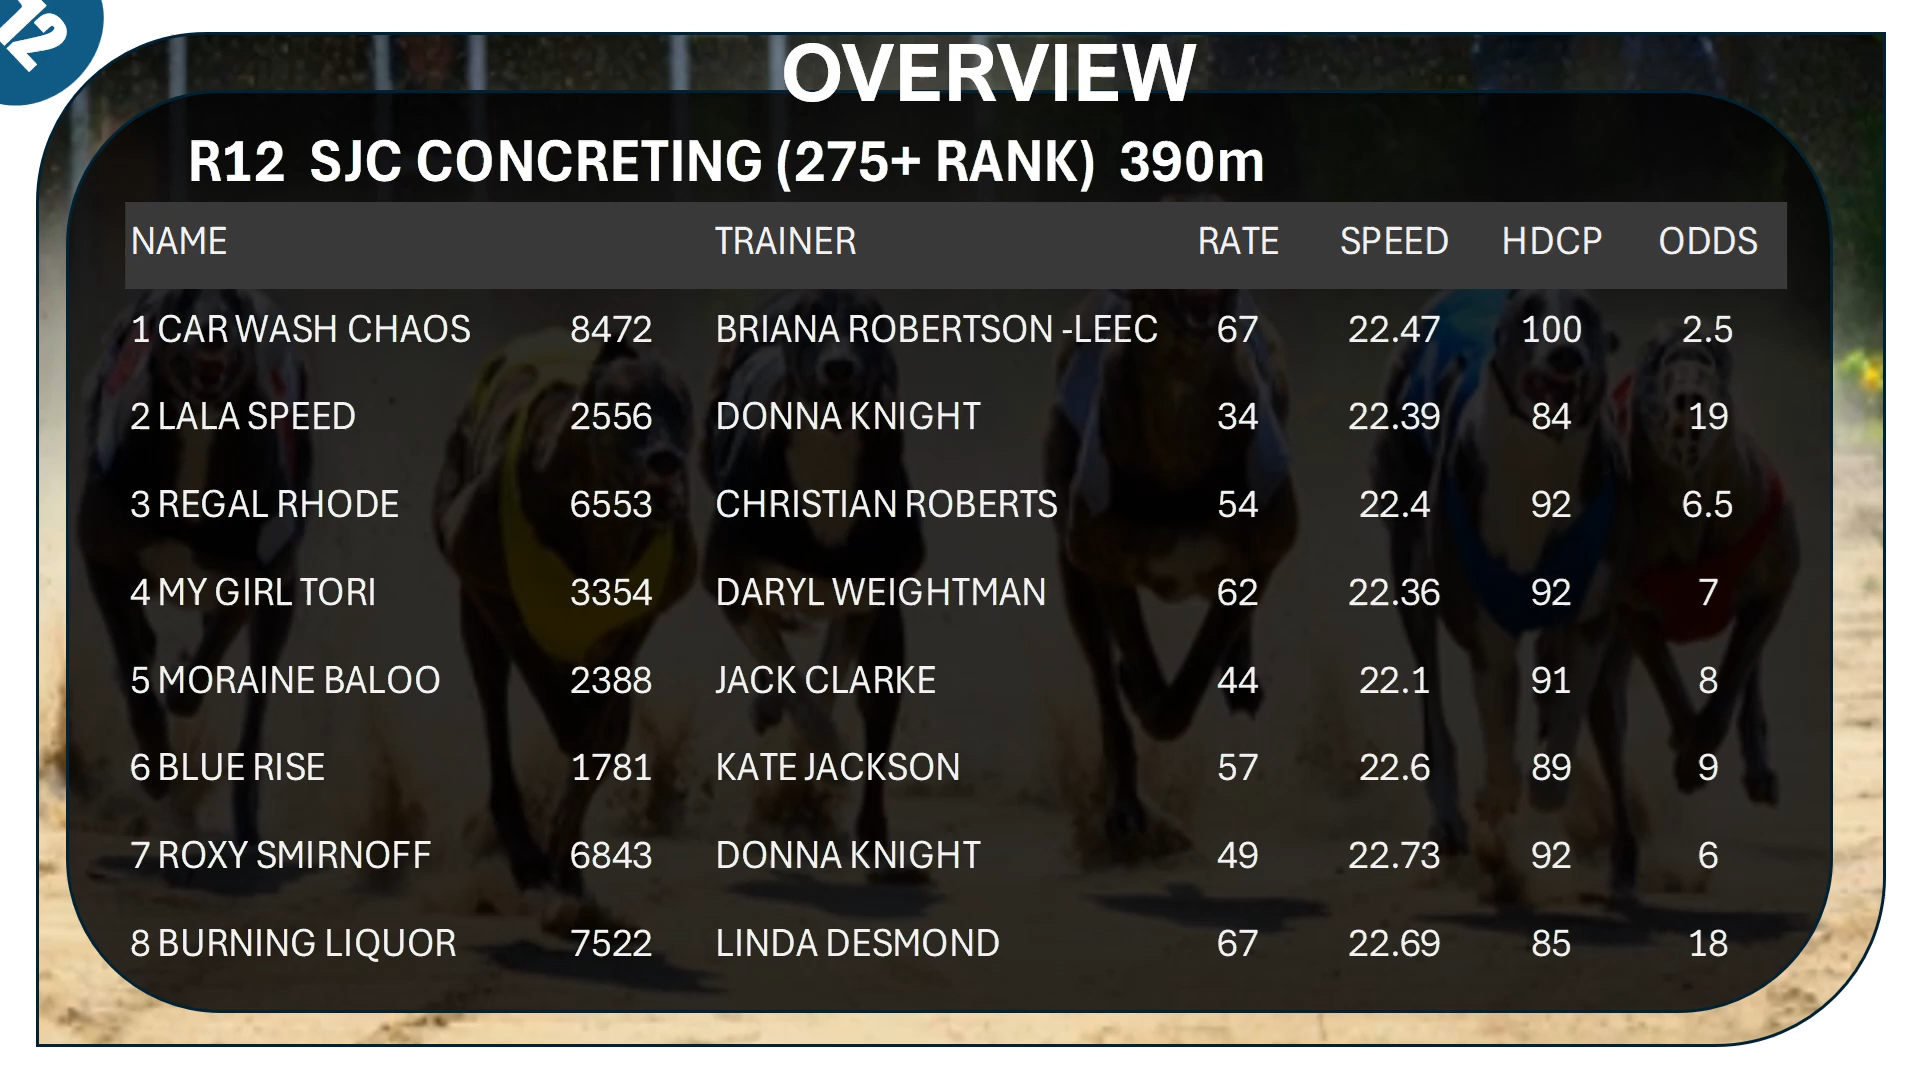 12
OVERVIEW
R12 SJC CONCRETING (275+ RANK) 390m
NAME TRAINER RATE SPEED HDCP ODDS
1 CAR WASH CHAOS 8472 BRIANA ROBERTSON -LEEC 67 22.47 100 2.5
2 LALA SPEED 2556 DONNA KNIGHT 34 22.39 84 19
3 REGAL RHODE 6553 CHRISTIAN ROBERTS 54 22.4 92 6.5
4 MY GIRL TORI 3354 DARYL WEIGHTMAN 62 22.36 92 7
5 MORAINE BALOO 2388 JACK CLARKE 44 22.1 91 8
6 BLUE RISE 1781 KATE JACKSON 57 22.6 89 9
7 ROXY SMIRNOFF 6843 DONNA KNIGHT 49 22.73 92 6
8 BURNING LIQUOR 7522 LINDA DESMOND 67 22.69 85 18